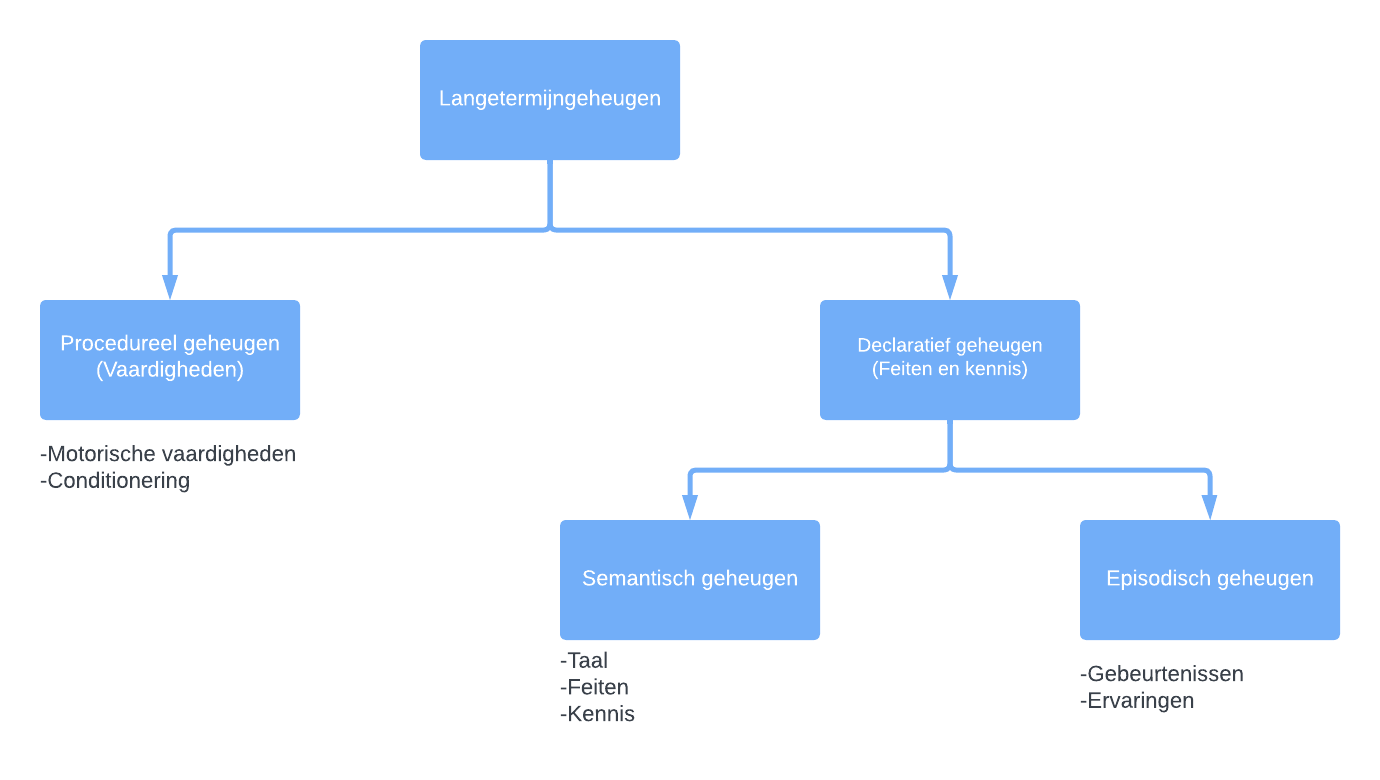 Langetermijngeheugen
Procedureel geheugen
(Vaardigheden)
-Motorische vaardigheden
-Conditionering
Declaratief geheugen
(Feiten en kennis)
Semantisch geheugen
-Taal
-Feiten
-Kennis
Episodisch geheugen
-Gebeurtenissen
-Ervaringen